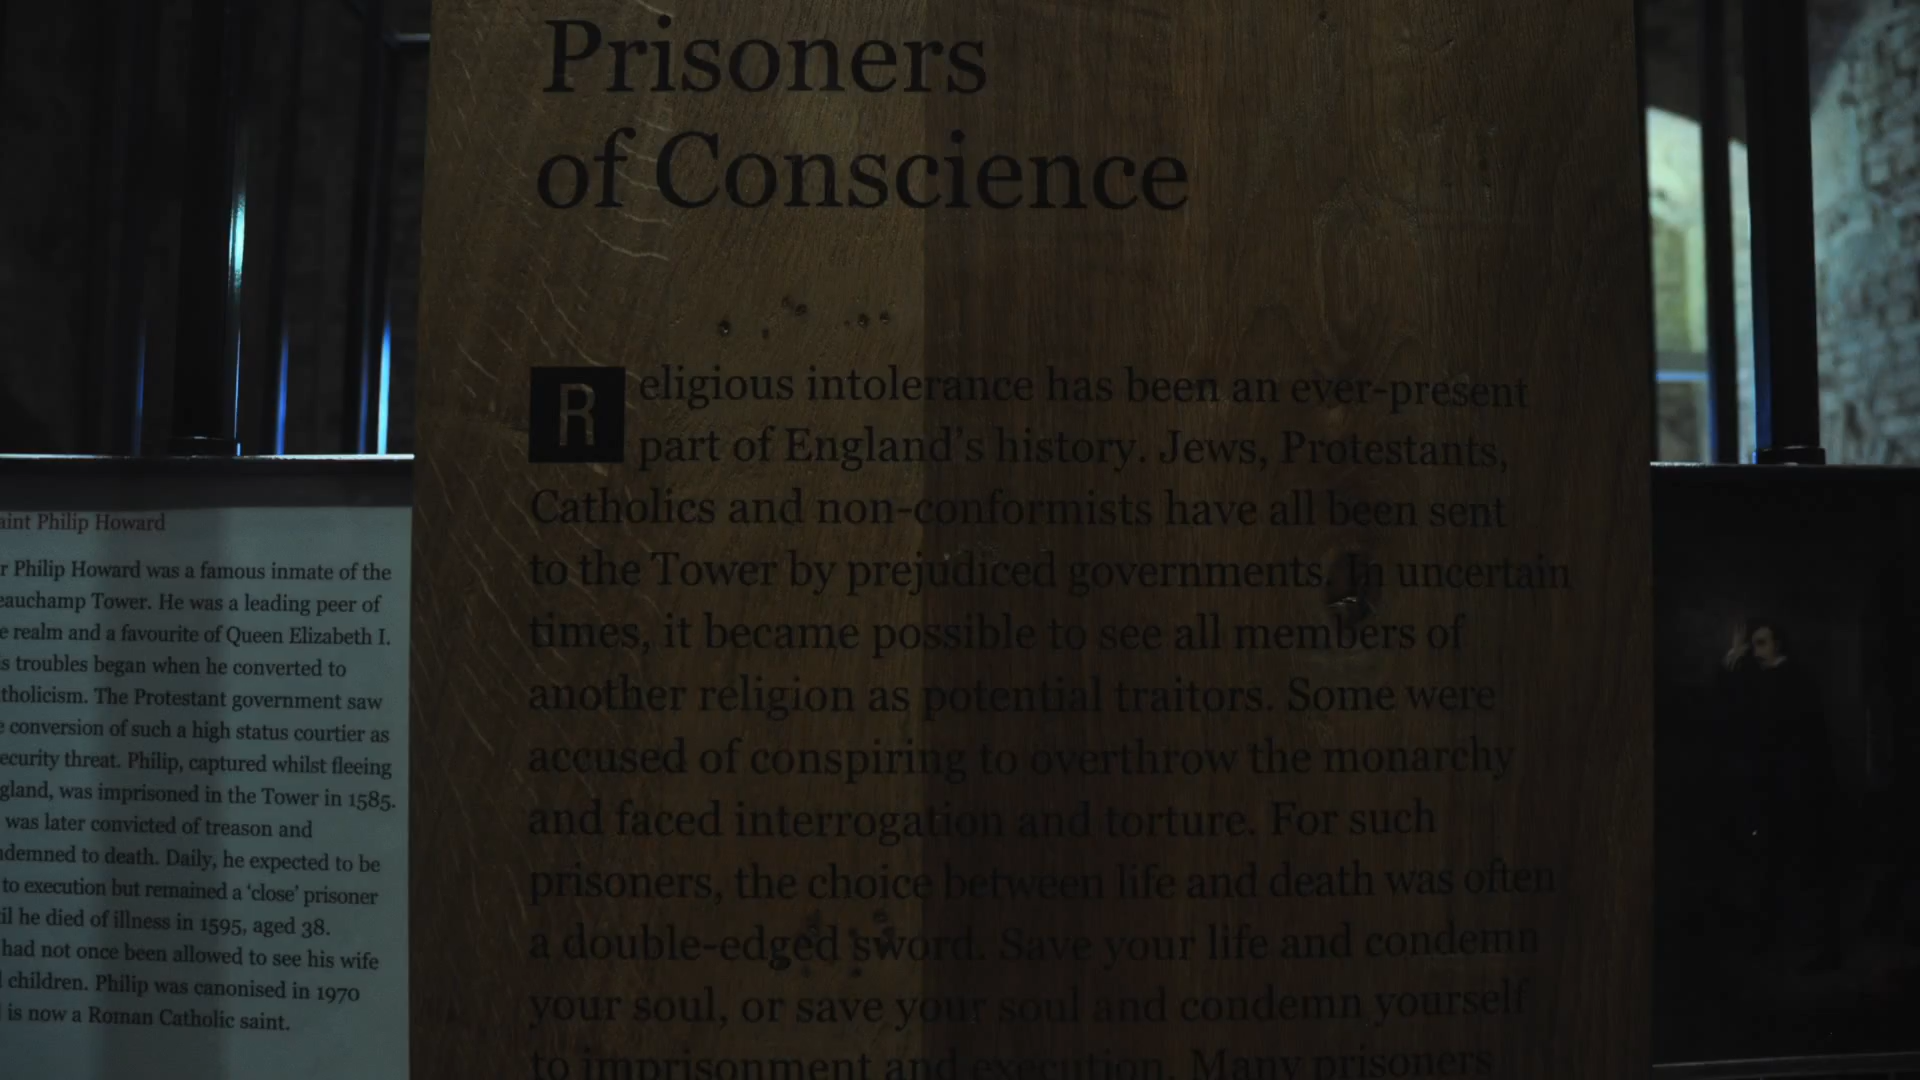 Prisoners
of Conscience
Religious intolerance has been an ever-present
part of England's history. Jews, Protestants,
Catholics and non-conformists have all been sent
to the Tower by prejudiced governments. In uncertain
times, it became possible to see all members of
another religion as potential traitors. Some were
accused of conspiring to overthrow the monarchy
and faced interrogation and torture. For such
prisoners, the choice between life and death was often
a double-edged sword. Save your life and condemn
your soul, or save your soul and condemn yourself
to imprisonment and execution. Many prisoners
aint Philip Howard
r Philip Howard was a famous inmate of the
eauchamp Tower. He was a leading peer of
e realm and a favourite of Queen Elizabeth I.
s troubles began when he converted to
tholicism. The Protestant government saw
e conversion of such a high status courtier as
ecurity threat. Philip, captured whilst fleeing
gland, was imprisoned in the Tower in 1585.
was later convicted of treason and
ndemned to death. Daily, he expected to be
to execution but remained a 'close' prisoner
il he died of illness in 1595, aged 38.
had not once been allowed to see his wife
children. Philip was canonised in 1970
is now a Roman Catholic saint.